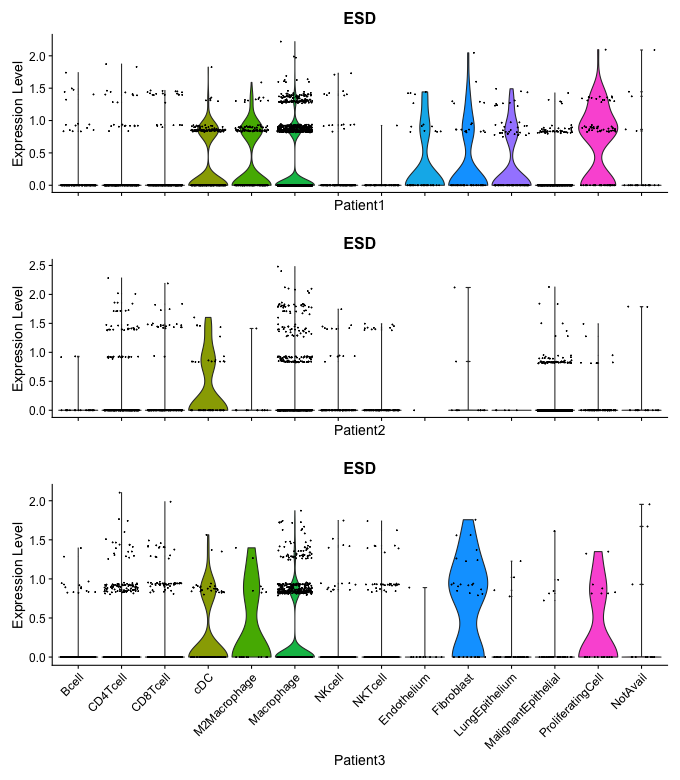 ESD
Expression Level
2.0
1.5
1.0
0.5
0.0
Patient1
ESD
Expression Level
2.5
2.0
1.5
1.0
0.5
0.0
Patient2
ESD
Expression Level
2.0
1.5
1.0
0.5
0.0
Bcell
CD4Tcell
CD8Tcell
cDC
M2Macrophage
Macrophage
NKcell
NKTcell
Endothelium
Fibroblast
LungEpithelium
MalignantEpithelial
ProliferatingCell
NotAvail
Patient3